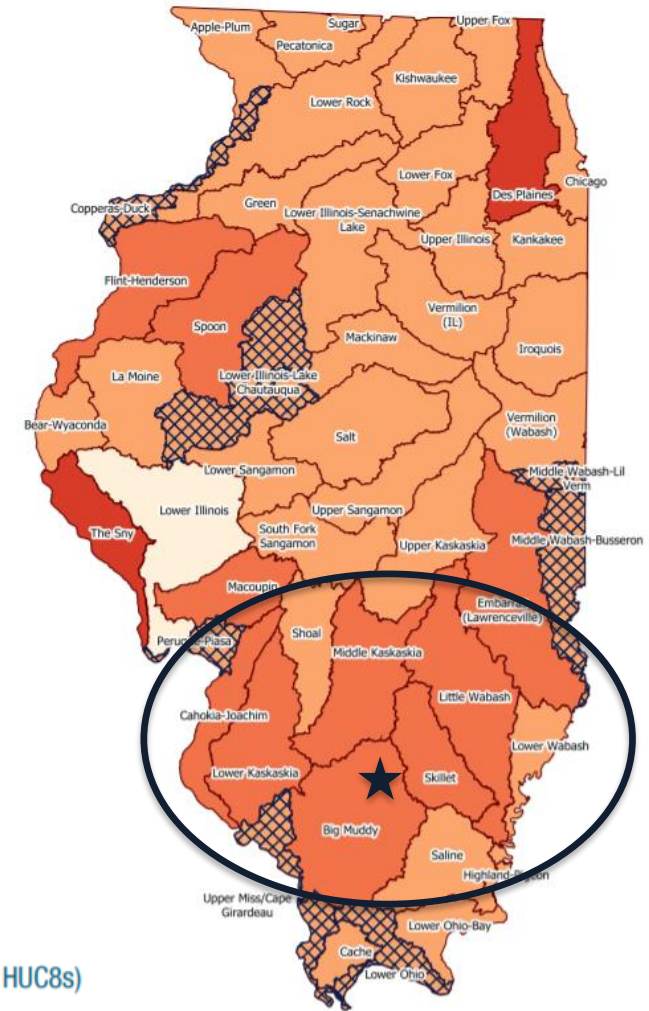 Apple-Plum
Sugar
Upper Fox
Pecatonica
Kishwaukee
Lower Rock
Lower Fox
Chicago
Des Plaines
Copperas-Duck
Green
Lower Illinois-Senachwine
Lake
Upper Illinois
Kankakee
Flint-Henderson
Vermilion
(IL)
Spoon
Mackinaw
Iroquois
La Moine
Lower Illinois-Lake
Chautauqua
Bear-Wyaconda
Vermilion
(Wabash)
Salt
Lower Sangamon
Middle Wabash-Lil
Verm
Lower Illinois
Upper Sangamon
The Sny
South Fork
Sangamon
Upper Kaskaskia
Middle Wabash-Busseron
Macoupin
(Lawrenceville)
Shoal
Middle Kaskaskia
Little Wabash
Cahokia-Joachim
Lower Wabash
Lower Kaskaskia
Skillet
Big Muddy
Saline
Upper Miss/Cape
Girardeau
Lower Ohio-Bay
Cache
Lower Ohio
HUC8s)